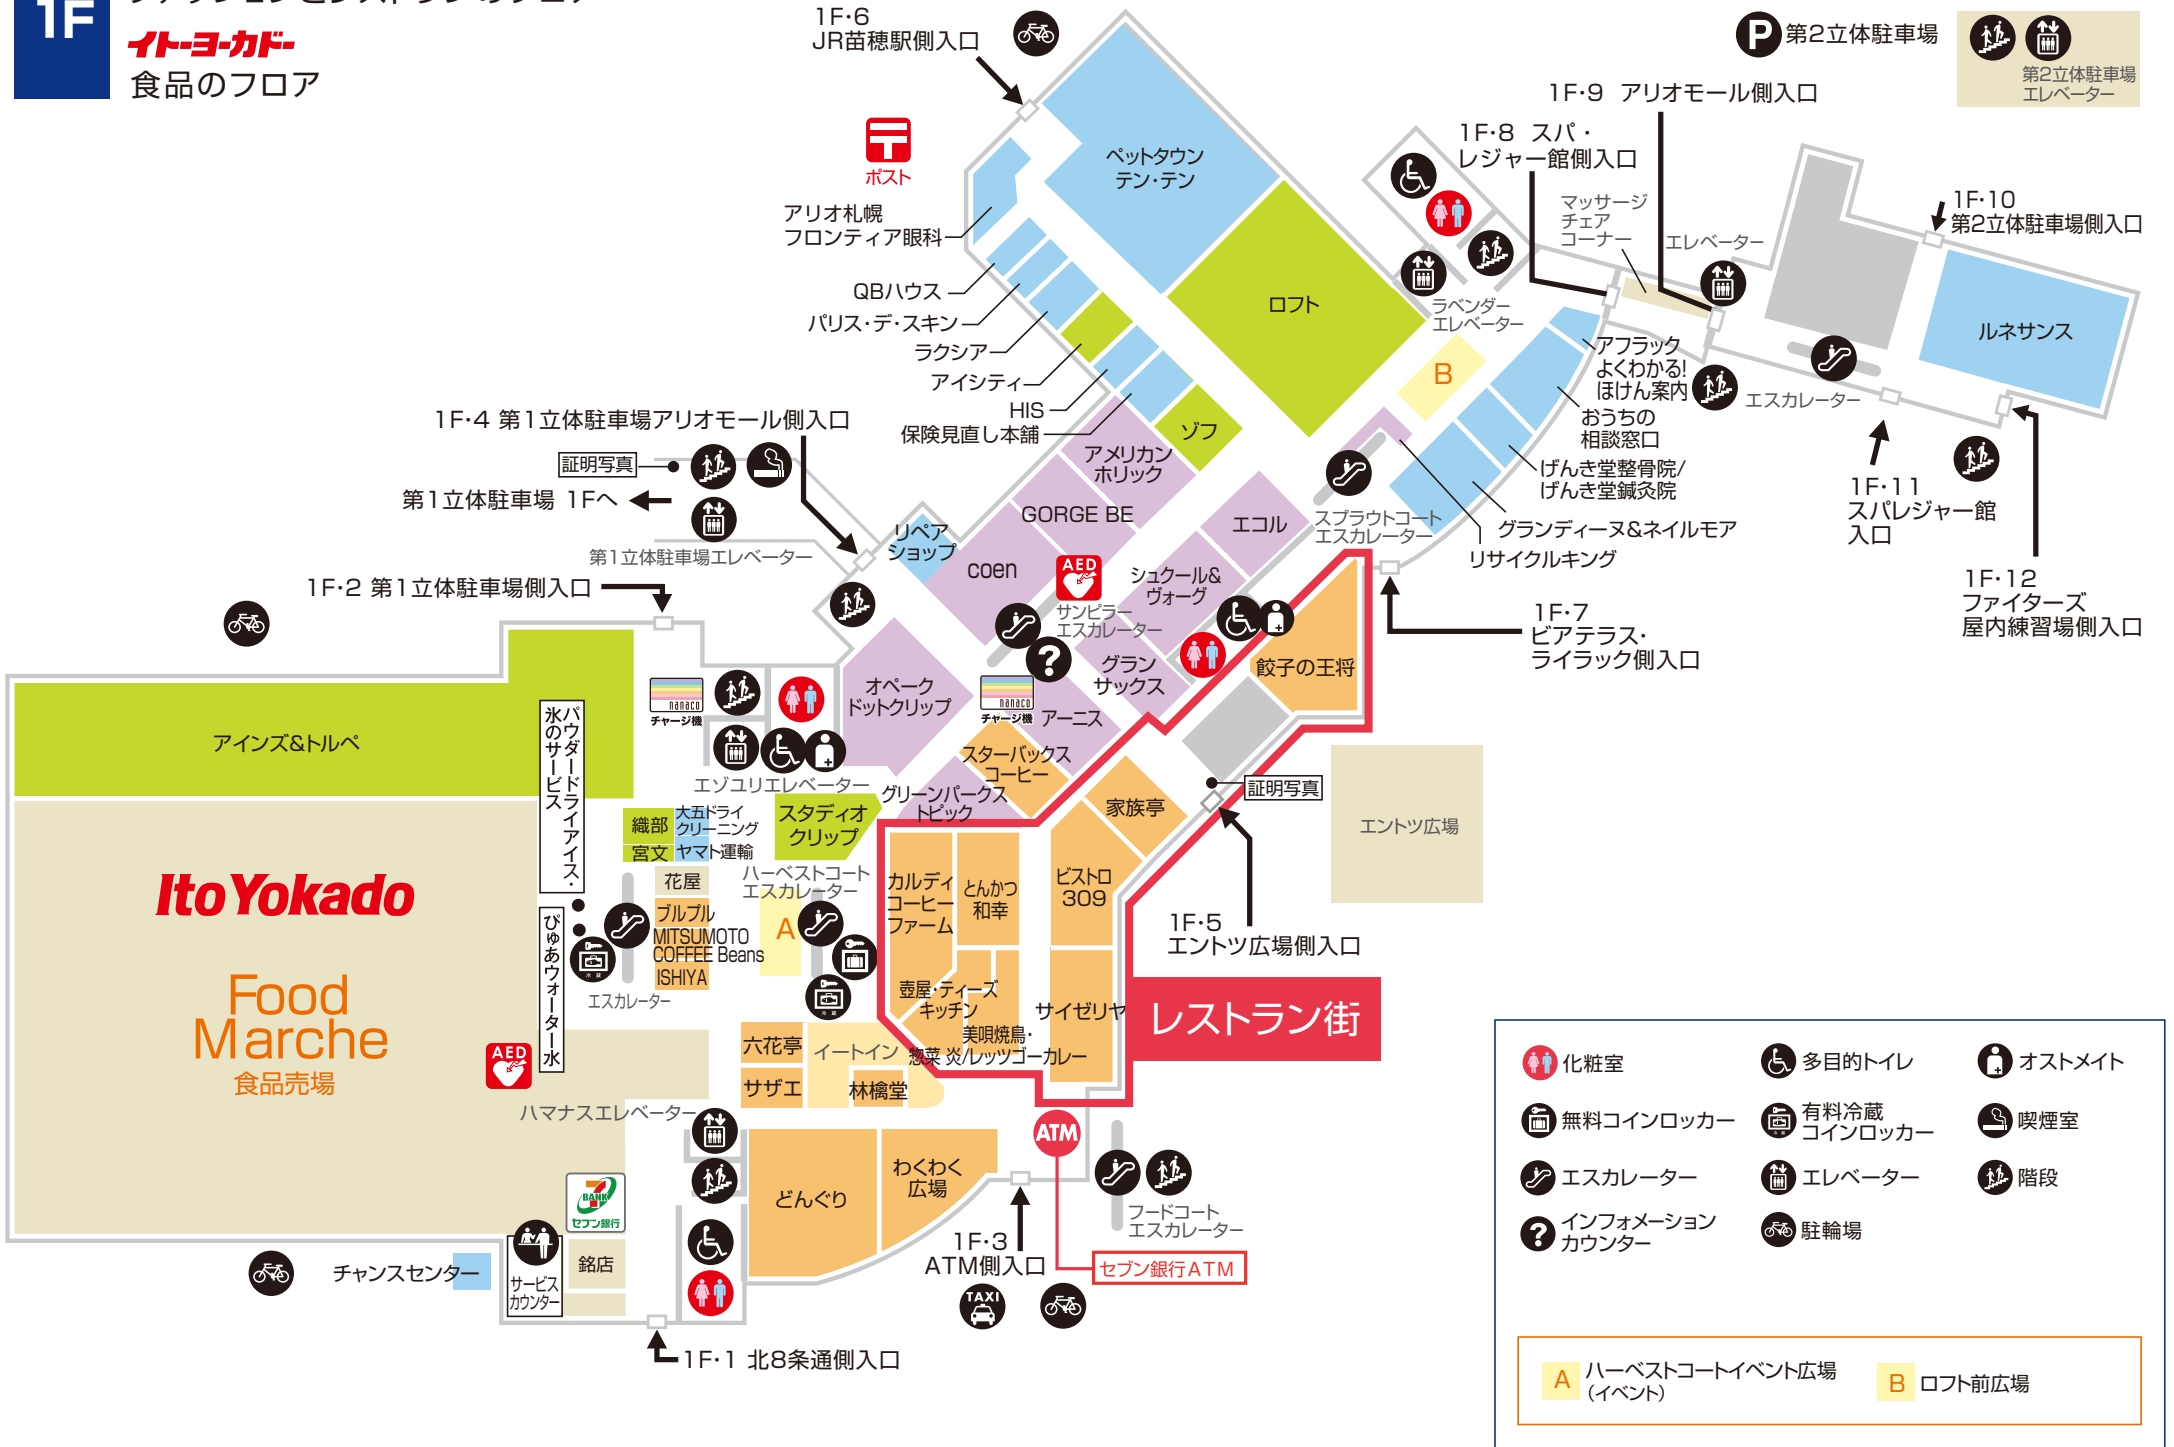 1F
ファッションとレストランのフロア
イトーヨーカドー
食品のフロア
1F・6
JR苗穂駅側入口
ポスト
アリオ札幌
フロンティア眼科
QBハウス
パリス・デ・スキン
ラクシア
アイシティ
HIS
保険見直し本舗
ペットタウン
テン・テン
ロフト
ゾフ
アメリカン
ホリック
GORGE BE
coen
リペア
ショップ
P 第2立体駐車場
第2立体駐車場
エレベーター
1F・9 アリオモール側入口
1F・8 スパ・
レジャー館側入口
マッサージ
チェア
コーナー
エレベーター
1F・10
第2立体駐車場側入口
ルネサンス
ラベンダー
エレベーター
B
アフラック
よくわかる!
ほけん案内
エスカレーター
おうちの
相談窓口
げんき堂整骨院/
げんき堂鍼灸院
グランディーヌ&ネイルモア
リサイクルキング
スプラウトコート
エスカレーター
1F・11
スパレジャー館
入口
1F・12
ファイターズ
屋内練習場側入口
1F・7
ビアテラス・
ライラック側入口
1F・4 第1立体駐車場アリオモール側入口
証明写真
第1立体駐車場 1Fへ
第1立体駐車場エレベーター
1F・2 第1立体駐車場側入口
エコル
シュクール&
ヴォーグ
AED
サンピラー
エスカレーター
?
グラン
サックス
餃子の王将
オペーク
ドットクリップ
nanaco
チャージ機
アーニス
スターバックス
コーヒー
グリーンパークス
トピック
nanaco
チャージ機
エゾユリエレベーター
スタディオ
クリップ
アインズ&トルペ
パウダードライアイス・
氷のサービス
ぴゅあウォーター水
織部
宮文
大五ドライ
クリーニング
ヤマト運輸
花屋
ブルプル
MITSUMOTO
COFFEE Beans
ISHIYA
エスカレーター
ハーベストコート
エスカレーター
A
Ito Yokado
Food
Marche
食品売場
AED
カルディ
コーヒー
ファーム
とんかつ
和幸
ビストロ
309
家族亭
証明写真
エントツ広場
1F・5
エントツ広場側入口
レストラン街
壺屋・ティーズ
キッチン
美唄焼鳥・
惣菜 炎/レッツゴーカレー
サイゼリヤ
六花亭
サザエ
イートイン
林檎堂
ハマナスエレベーター
どんぐり
わくわく
広場
ATM
フードコート
エスカレーター
セブン銀行ATM
1F・3
ATM側入口
TAXI
7
BANK
セブン銀行
銘店
サービス
カウンター
チャンスセンター
1F・1 北8条通側入口
化粧室
多目的トイレ
オストメイト
無料コインロッカー
有料冷蔵
コインロッカー
喫煙室
エスカレーター
エレベーター
階段
?
インフォメーション
カウンター
駐輪場
A
ハーベストコートイベント広場
(イベント)
B ロフト前広場